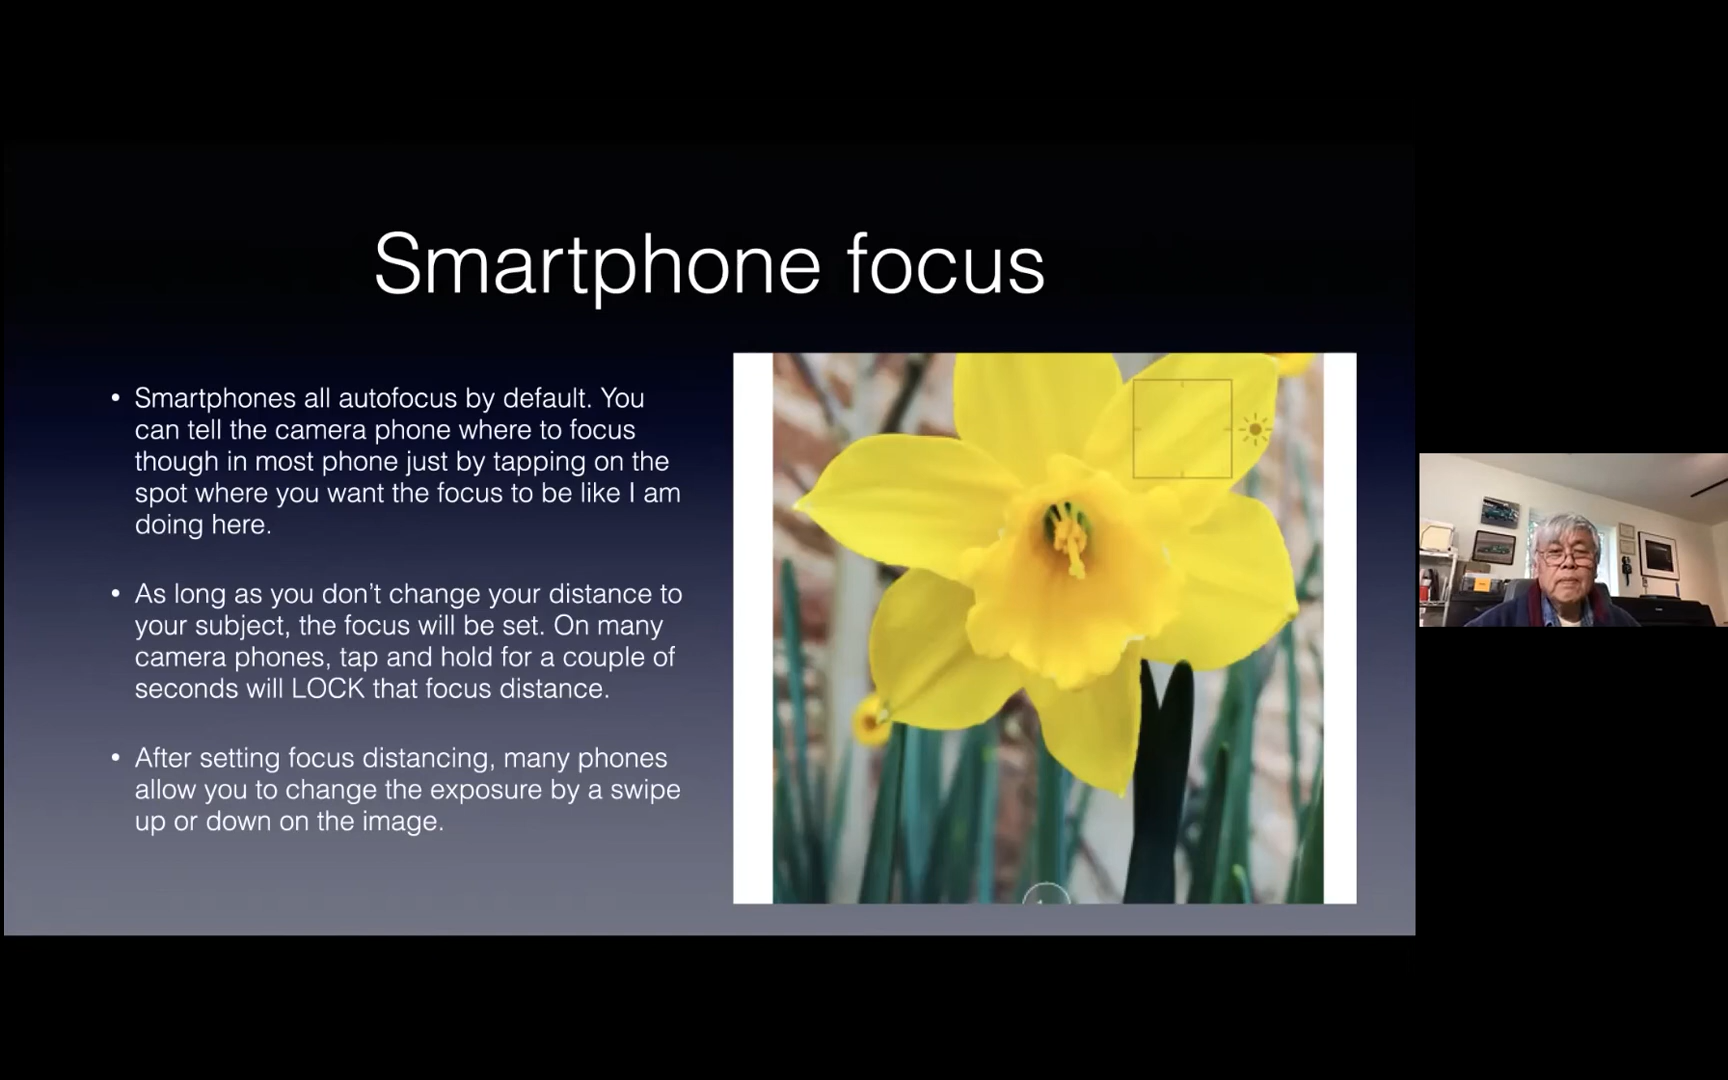 Smartphone focus
• Smartphones all autofocus by default. You
can tell the camera phone where to focus
though in most phone just by tapping on the
spot where you want the focus to be like I am
doing here.
• As long as you don’t change your distance to
your subject, the focus will be set. On many
camera phones, tap and hold for a couple of
seconds will LOCK that focus distance.
• After setting focus distancing, many phones
allow you to change the exposure by a swipe
up or down on the image.